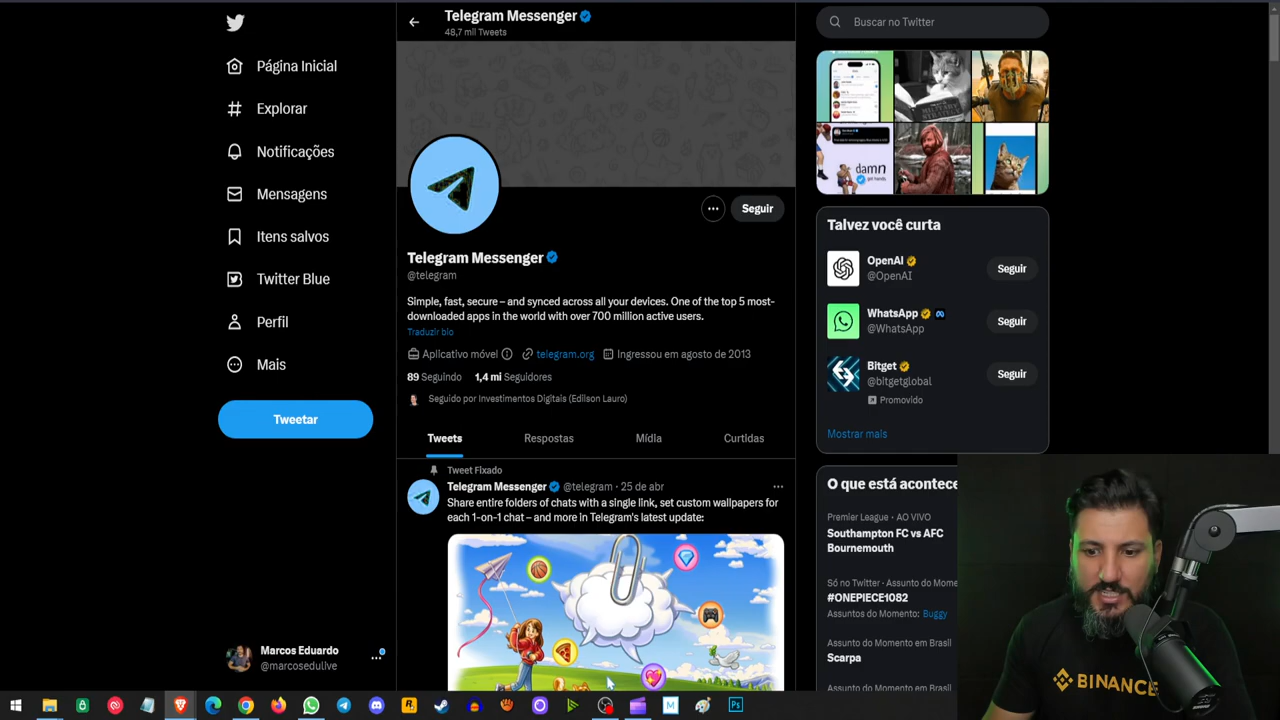 Telegram Messenger
48,7 mil Tweets
Buscar no Twitter
Página Inicial
Explorar
Notificações
Mensagens
Itens salvos
Twitter Blue
Perfil
Mais
Tweetar
Marcos Eduardo
@marcosedullve
Seguir
Telegram Messenger
@telegram
Simple, fast, secure – and synced across all your devices. One of the top 5 most-
downloaded apps in the world with over 700 million active users.
Traduzir bio
Aplicativo móvel telegram.org Ingressou em agosto de 2013
89 Seguindo 1,4 mi Seguidores
Seguido por Investimentos Digitais (Edilson Lauro)
Tweets Respostas Mídia Curtidas
Tweet Fixado
Telegram Messenger @telegram · 25 de abr
Share entire folders of chats with a single link, set custom wallpapers for
each 1-on-1 chat – and more in Telegram's latest update:
damn
got hands
Talvez você curta
OpenAI
@OpenAI
Seguir
WhatsApp
@WhatsApp
Seguir
Bitget
@bitgetglobal
Seguir
Promovido
Mostrar mais
O que está acontece
Premier League · AO VIVO
Southampton FC vs AFC
Bournemouth
Só no Twitter · Assunto do Mome
#ONEPIECE1082
Assuntos do Momento: Buggy
Assunto do Momento em Brasil
Scarpa
Assunto do Momento em Brasil
BINANCE
M
Ps